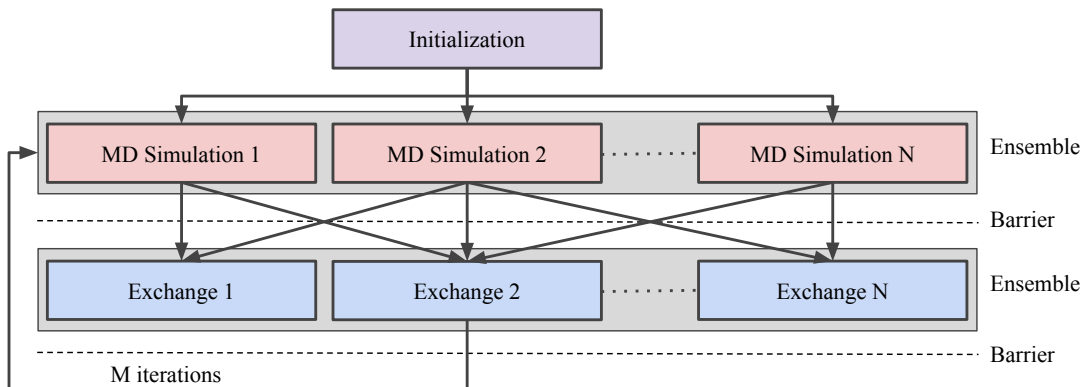 Initialization
MD Simulation 1
MD Simulation 2
MD Simulation N
Ensemble
Barrier
Exchange 1
Exchange 2
Exchange N
Ensemble
Barrier
M iterations